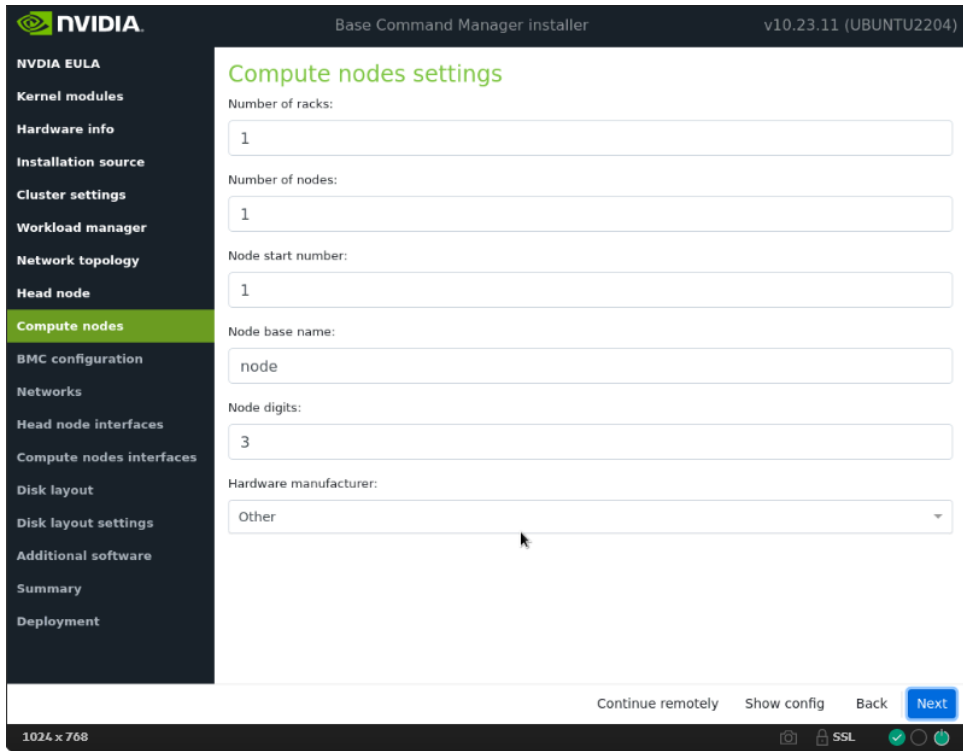 NVIDIA.
Base Command Manager installer
v10.23.11 (UBUNTU2204)
NVDIA EULA
Kernel modules
Hardware info
Installation source
Cluster settings
Workload manager
Network topology
Head node
Compute nodes
BMC configuration
Networks
Head node interfaces
Compute nodes interfaces
Disk layout
Disk layout settings
Additional software
Summary
Deployment
Compute nodes settings
Number of racks:
1
Number of nodes:
1
Node start number:
1
Node base name:
node
Node digits:
3
Hardware manufacturer:
Other
Continue remotely
Show config
Back
Next
1024 x 768
SSL